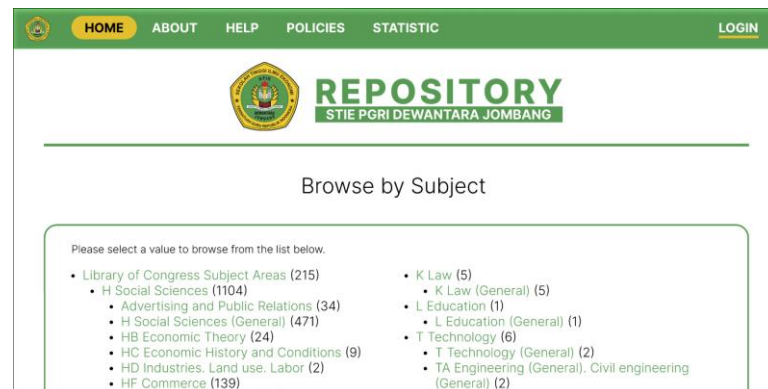 HOME ABOUT HELP POLICIES STATISTIC LOGIN
REPOSITORY
STIE PGRI DEWANTARA JOMBANG
Browse by Subject
Please select a value to browse from the list below.
Library of Congress Subject Areas (215)
H Social Sciences (1104)
Advertising and Public Relations (34)
H Social Sciences (General) (471)
HB Economic Theory (24)
HC Economic History and Conditions (9)
HD Industries. Land use. Labor (2)
HF Commerce (139)
K Law (5)
K Law (General) (5)
L Education (1)
L Education (General) (1)
T Technology (6)
T Technology (General) (2)
TA Engineering (General). Civil engineering
(General) (2)